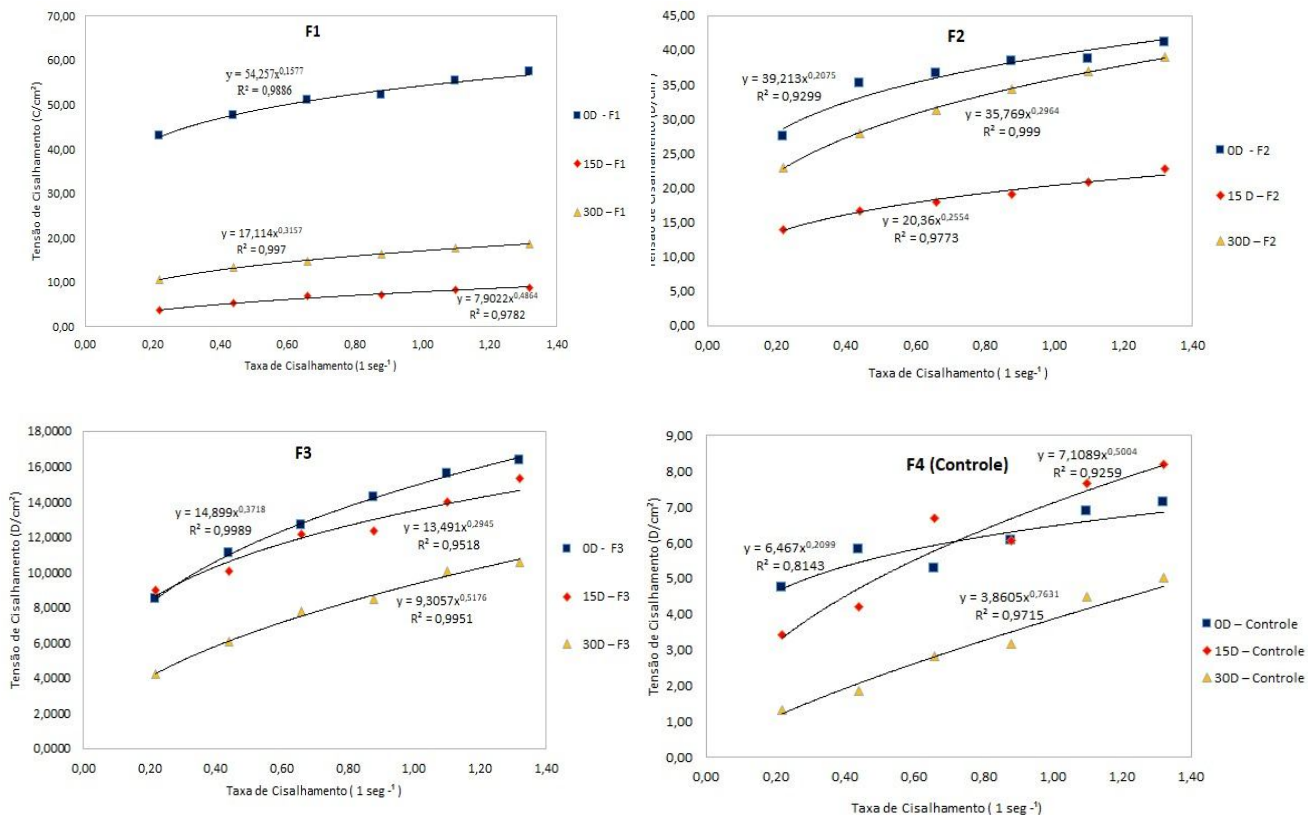 F1
Tensão de Cisalhamento (C/cm²)
70,00
60,00
50,00
40,00
30,00
20,00
10,00
0,00
y = 54,257x^0,1577
R² = 0,9886
y = 17,114x^0,3157
R² = 0,997
y = 7,9022x^0,4864
R² = 0,9782
0D - F1
15D – F1
30D – F1
0,00 0,20 0,40 0,60 0,80 1,00 1,20 1,40
Taxa de Cisalhamento (1 seg-¹ )
F2
Tensão de Cisalhamento (D/cm²)
45,00
40,00
35,00
30,00
25,00
20,00
15,00
10,00
5,00
0,00
y = 39,213x^0,2075
R² = 0,9299
y = 35,769x^0,2964
R² = 0,999
y = 20,36x^0,2554
R² = 0,9773
0D - F2
15 D – F2
30D – F2
0,00 0,20 0,40 0,60 0,80 1,00 1,20 1,40
Taxa de Cisalhamento ( 1 seg-¹)
F3
Tensão de Cisalhamento (D/cm²)
18,0000
16,0000
14,0000
12,0000
10,0000
8,0000
6,0000
4,0000
2,0000
0,0000
y = 14,899x^0,3718
R² = 0,9989
y = 13,491x^0,2945
R² = 0,9518
y = 9,3057x^0,5176
R² = 0,9951
0D - F3
15D – F3
30D – F3
0,00 0,20 0,40 0,60 0,80 1,00 1,20 1,40
Taxa de Cisalhamento ( 1 seg -¹)
F4 (Controle)
Tensão de Cisalhamento (D/cm²)
9,00
8,00
7,00
6,00
5,00
4,00
3,00
2,00
1,00
0,00
y = 7,1089x^0,5004
R² = 0,9259
y = 6,467x^0,2099
R² = 0,8143
y = 3,8605x^0,7631
R² = 0,9715
0D – Controle
15D – Controle
30D – Controle
0,00 0,20 0,40 0,60 0,80 1,00 1,20 1,40
Taxa de Cisalhamento ( 1 seg-¹)